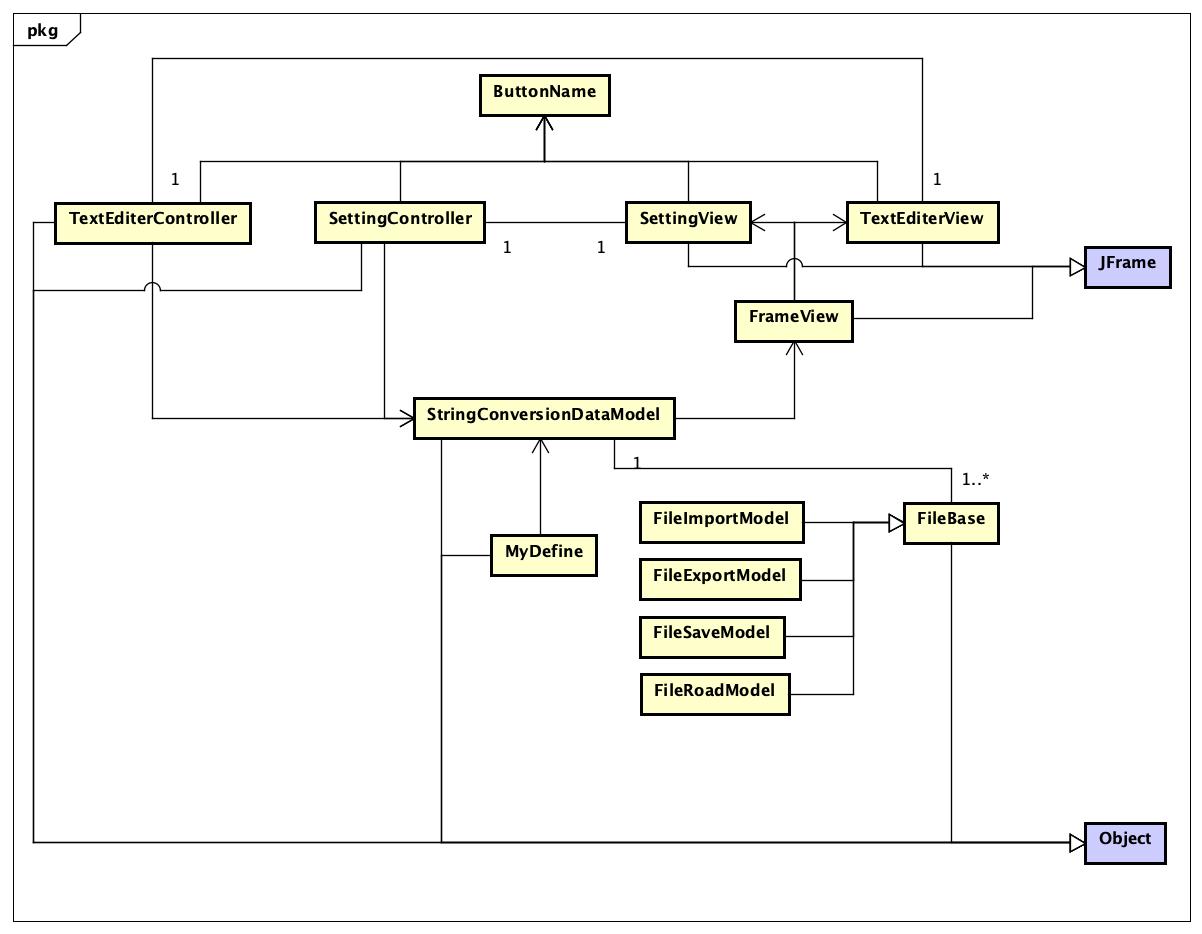 pkg
ButtonName
1
1
TextEditerController
SettingController
SettingView
TextEditerView
1
1
JFrame
FrameView
StringConversionDataModel
1
1..*
FileImportModel
FileBase
MyDefine
FileExportModel
FileSaveModel
FileRoadModel
Object